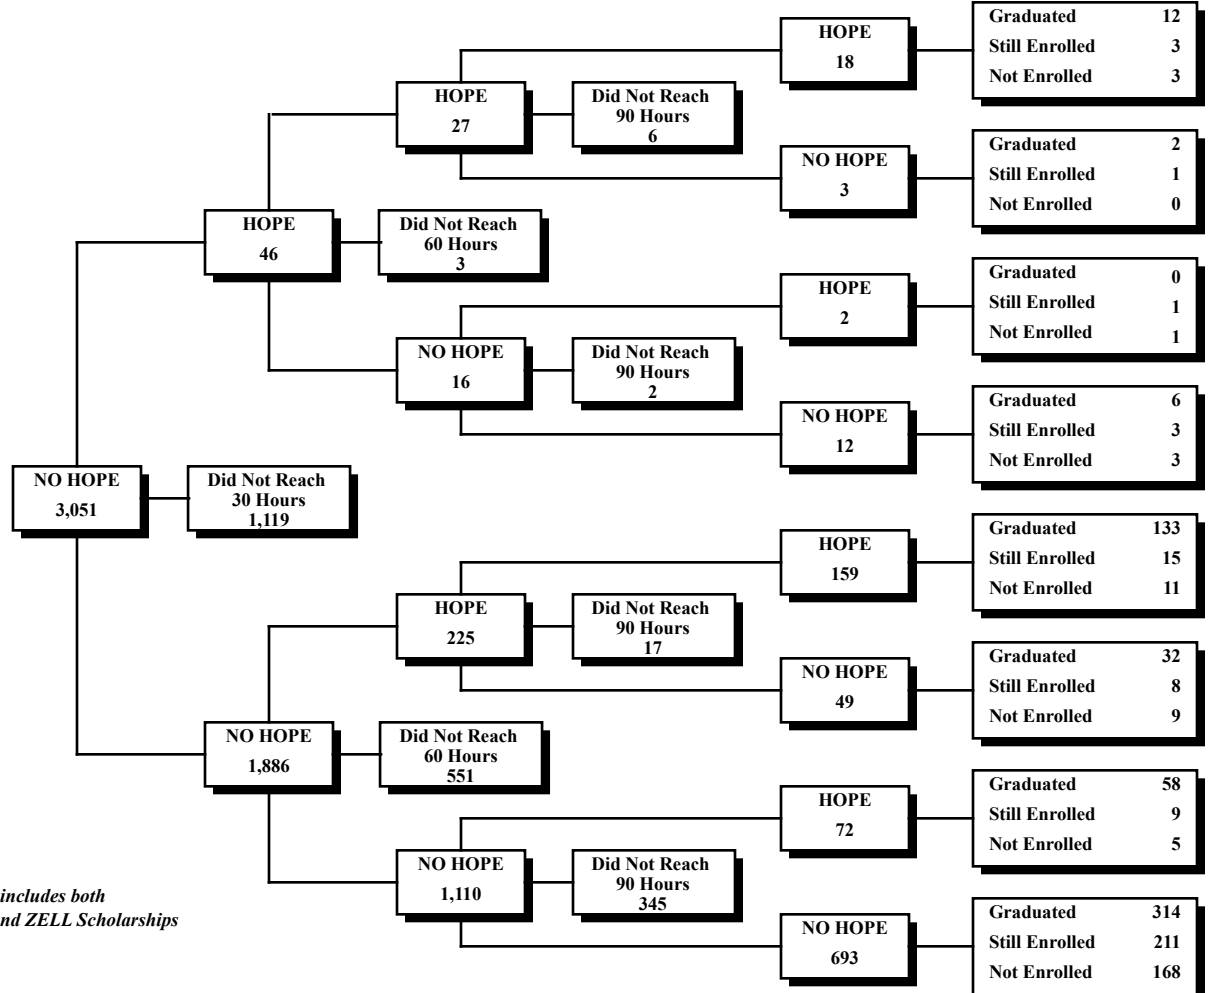 HOPE
18
Graduated 12
Still Enrolled 3
Not Enrolled 3
HOPE
27
Did Not Reach
90 Hours
6
NO HOPE
3
Graduated 2
Still Enrolled 1
Not Enrolled 0
HOPE
46
Did Not Reach
60 Hours
3
HOPE
2
Graduated 0
Still Enrolled 1
Not Enrolled 1
NO HOPE
16
Did Not Reach
90 Hours
2
NO HOPE
12
Graduated 6
Still Enrolled 3
Not Enrolled 3
NO HOPE
3,051
Did Not Reach
30 Hours
1,119
HOPE
159
Graduated 133
Still Enrolled 15
Not Enrolled 11
HOPE
225
Did Not Reach
90 Hours
17
NO HOPE
49
Graduated 32
Still Enrolled 8
Not Enrolled 9
NO HOPE
1,886
Did Not Reach
60 Hours
551
HOPE
72
Graduated 58
Still Enrolled 9
Not Enrolled 5
NO HOPE
1,110
Did Not Reach
90 Hours
345
NO HOPE
693
Graduated 314
Still Enrolled 211
Not Enrolled 168
includes both
nd ZELL Scholarships